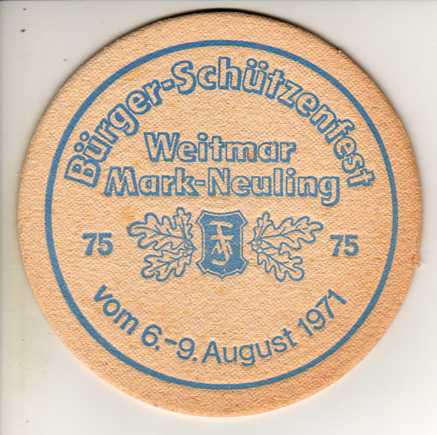 Bürger-Schützenfest
Weitmar
Mark-Neuling
75 75
vom 6.-9. August 1971